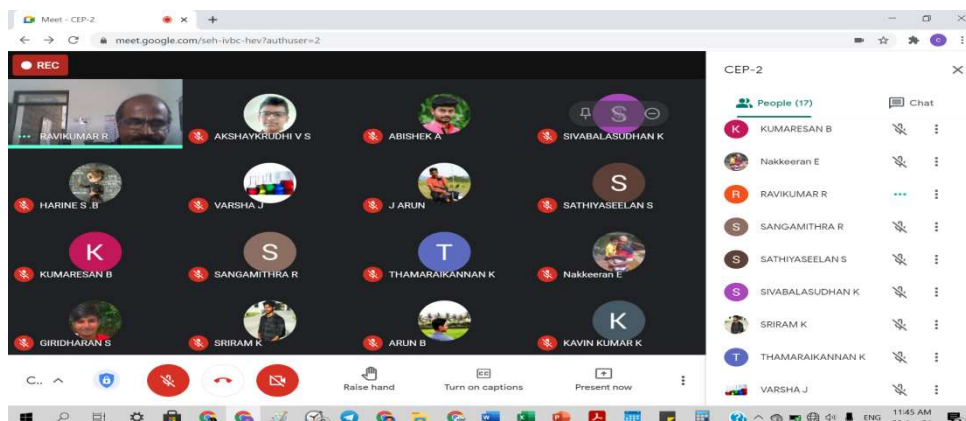 Meet - CEP-2
meet.google.com/seh-ivbc-hev?authuser=2
REC
RAVIKUMAR R
AKSHAYKRUDHI V S
ABISHEK A
S
SIVABALASUDHAN K
HARINE S .B
VARSHA J
J ARUN
S
SATHIYASEELAN S
K
KUMARESAN B
S
SANGAMITHRA R
T
THAMARAIKANNAN K
Nakkeeran E
GIRIDHARAN S
SRIRAM K
ARUN B
K
KAVIN KUMAR K
CEP-2
People (17)
Chat
K KUMARESAN B
Nakkeeran E
R RAVIKUMAR R
S SANGAMITHRA R
S SATHIYASEELAN S
S SIVABALASUDHAN K
SRIRAM K
T THAMARAIKANNAN K
VARSHA J
C..
Raise hand
Turn on captions
Present now
ENG
11:45 AM